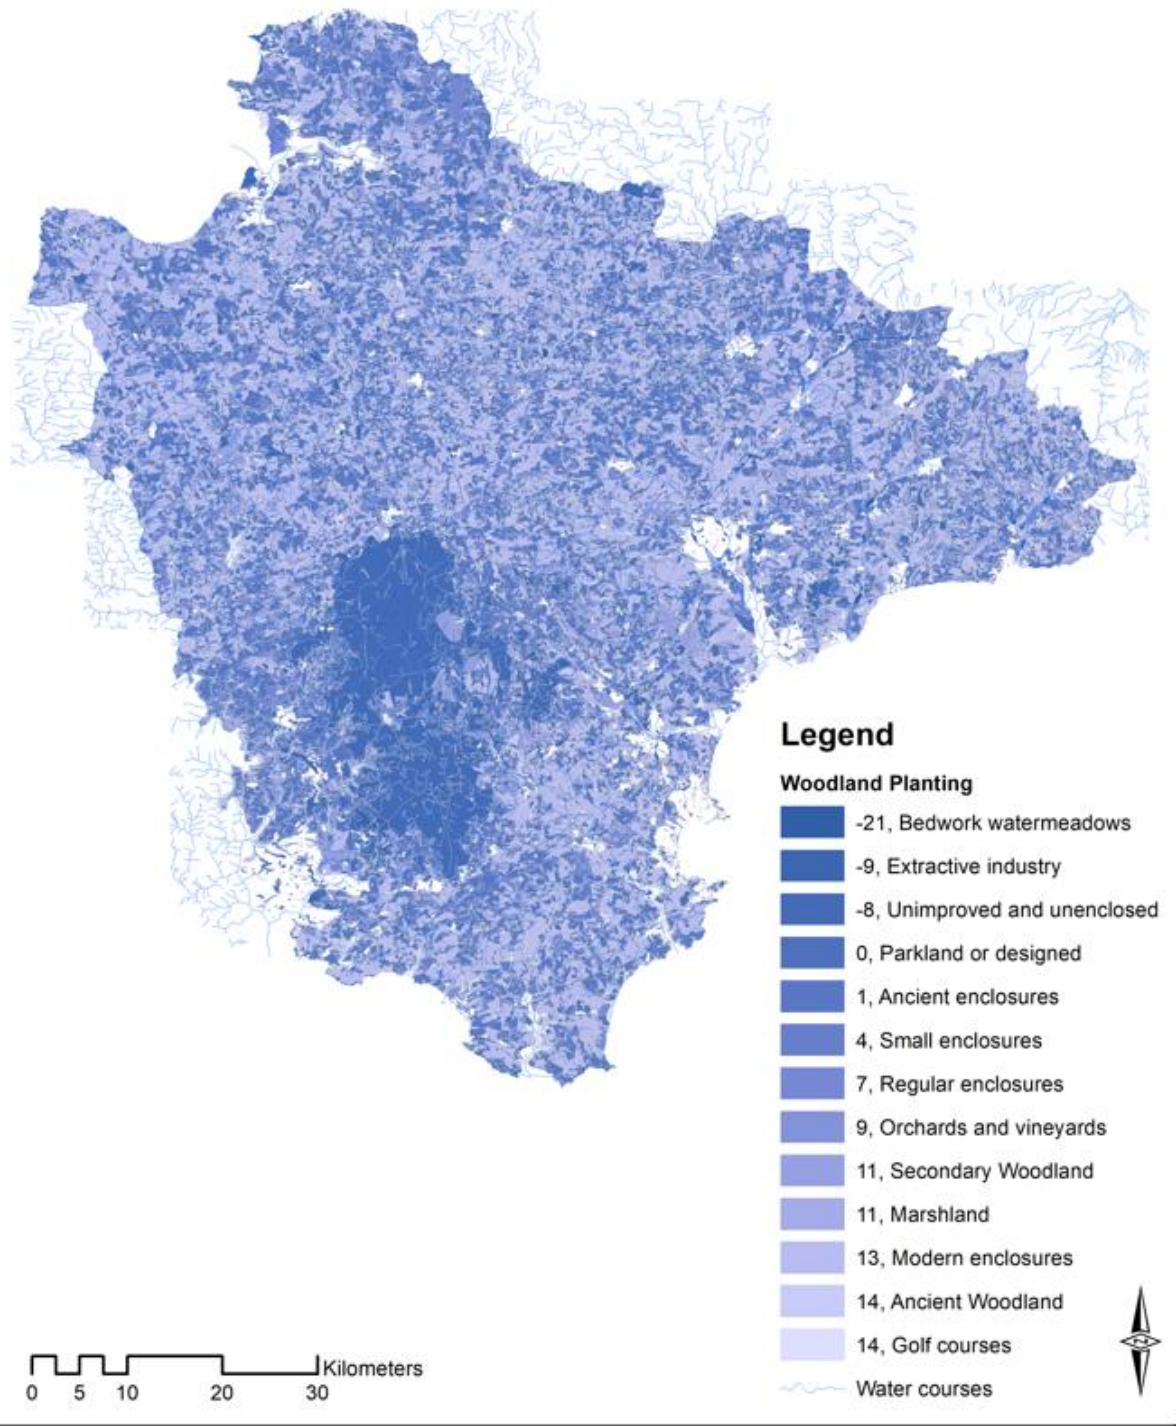 Legend
Woodland Planting
-21, Bedwork watermeadows
-9, Extractive industry
-8, Unimproved and unenclosed
0, Parkland or designed
1, Ancient enclosures
4, Small enclosures
7, Regular enclosures
9, Orchards and vineyards
11, Secondary Woodland
11, Marshland
13, Modern enclosures
14, Ancient Woodland
14, Golf courses
Water courses
N
Kilometers
0 5 10 20 30